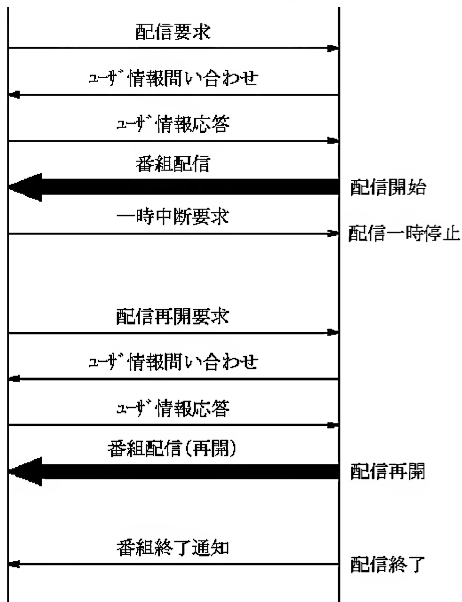 配信要求
ﾕｰｻﾞ情報問い合わせ
ﾕｰｻﾞ情報応答
番組配信
配信開始
一時中断要求
配信一時停止
配信再開要求
ﾕｰｻﾞ情報問い合わせ
ﾕｰｻﾞ情報応答
番組配信(再開)
配信再開
番組終了通知
配信終了